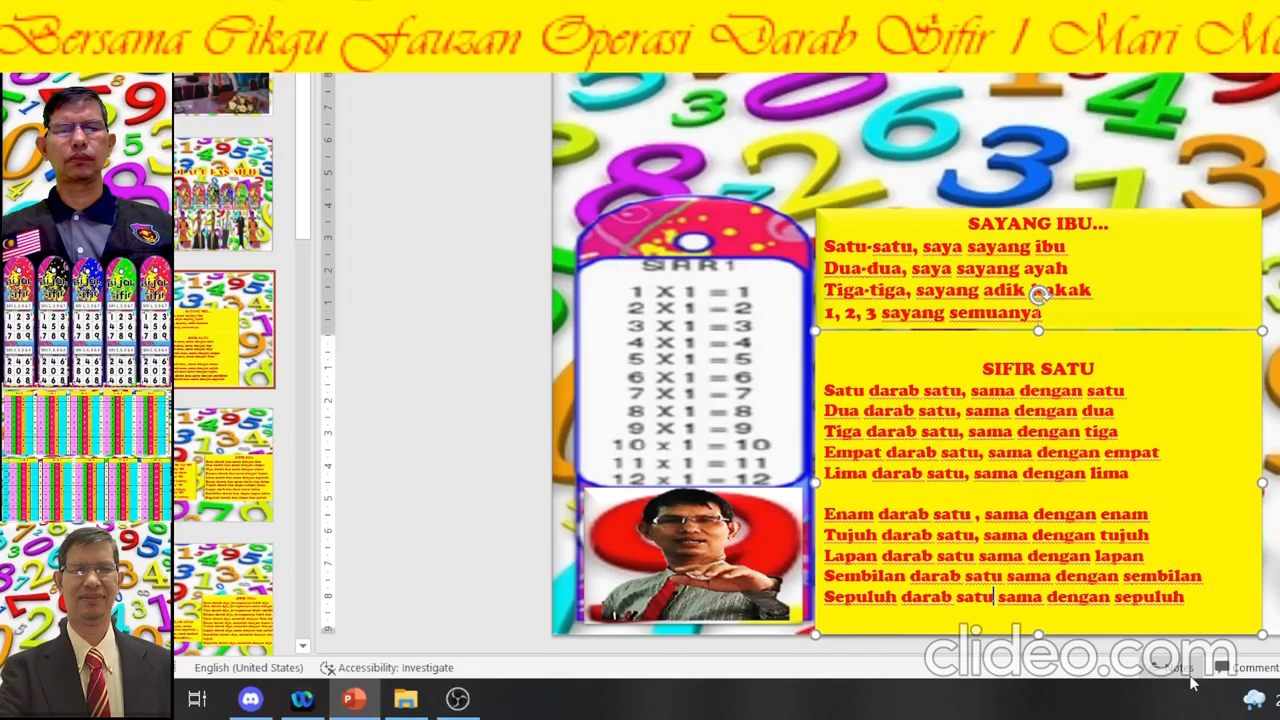 Bersama Cikgu Fauzan Operasi Darab Sifir 1 Mari M
SIFIR 1
1 X 1 = 1
2 X 1 = 2
3 X 1 = 3
4 X 1 = 4
5 X 1 = 5
6 X 1 = 6
7 X 1 = 7
8 X 1 = 8
9 X 1 = 9
10 x 1 = 10
11 x 1 = 11
12 x 1 = 12
SAYANG IBU...
Satu-satu, saya sayang ibu
Dua-dua, saya sayang ayah
Tiga-tiga, sayang adik kakak
1, 2, 3 sayang semuanya
SIFIR SATU
Satu darab satu, sama dengan satu
Dua darab satu, sama dengan dua
Tiga darab satu, sama dengan tiga
Empat darab satu, sama dengan empat
Lima darab satu, sama dengan lima
Enam darab satu , sama dengan enam
Tujuh darab satu, sama dengan tujuh
Lapan darab satu sama dengan lapan
Sembilan darab satu sama dengan sembilan
Sepuluh darab satu sama dengan sepuluh
clideo.com
English (United States)
Accessibility: Investigate
Notes
Comment